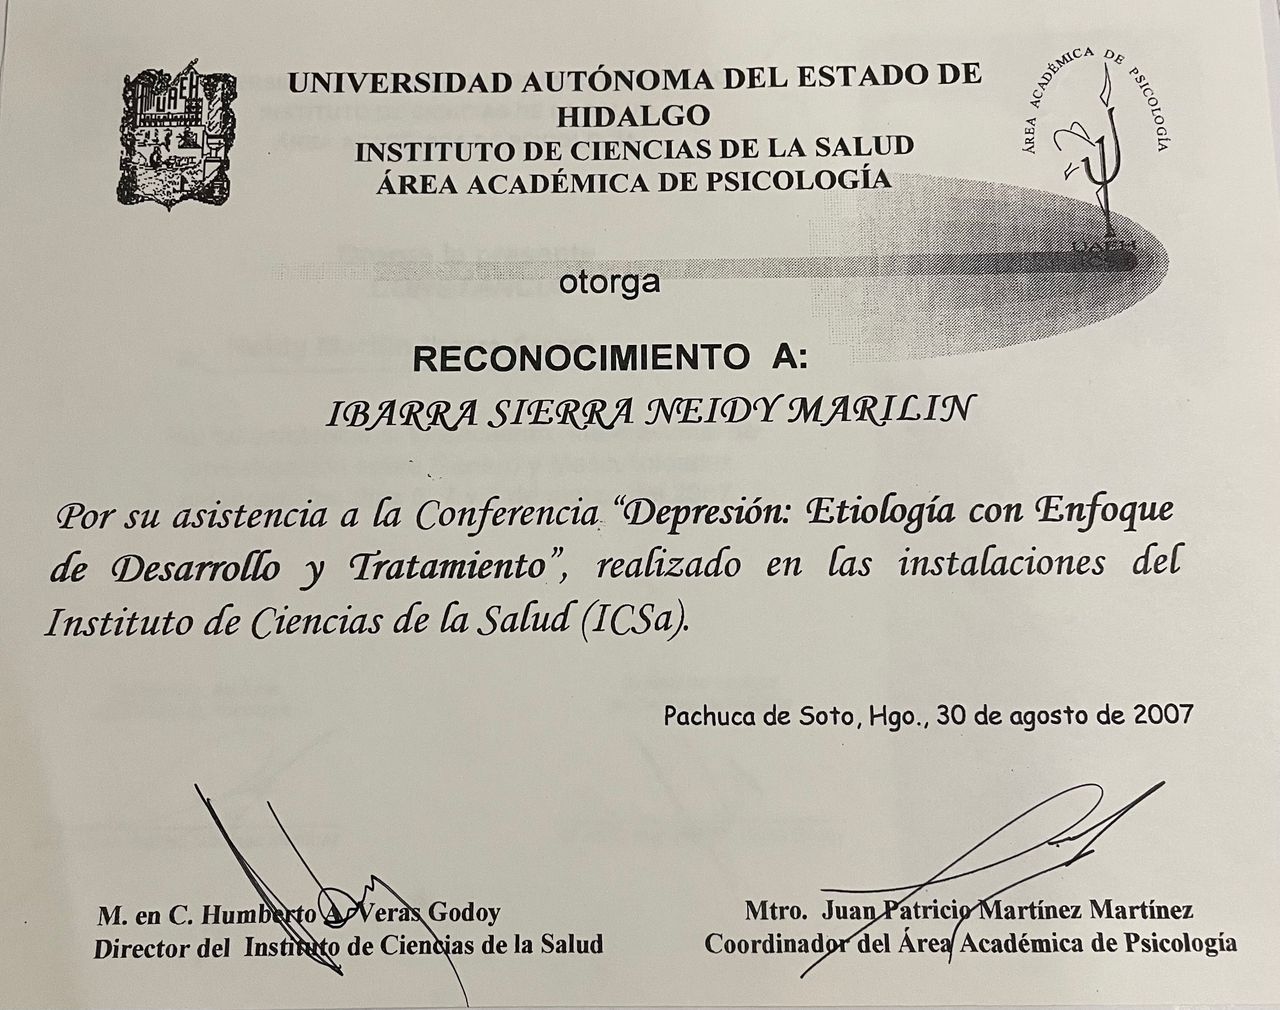 UNIVERSIDAD AUTÓNOMA DEL ESTADO DE
HIDALGO
INSTITUTO DE CIENCIAS DE LA SALUD
ÁREA ACADÉMICA DE PSICOLOGÍA
UAEH
ÁREA ACADÉMICA DE PSICOLOGÍA
UAEH
otorga
RECONOCIMIENTO A:
IBARRA SIERRA NEIDY MARILIN
Por su asistencia a la Conferencia "Depresión: Etiología con Enfoque
de Desarrollo y Tratamiento", realizado en las instalaciones del
Instituto de Ciencias de la Salud (ICSa).
Pachuca de Soto, Hgo., 30 de agosto de 2007
M. en C. Humberto A. Veras Godoy
Director del Instituto de Ciencias de la Salud
Mtro. Juan Patricio Martínez Martínez
Coordinador del Área Académica de Psicología